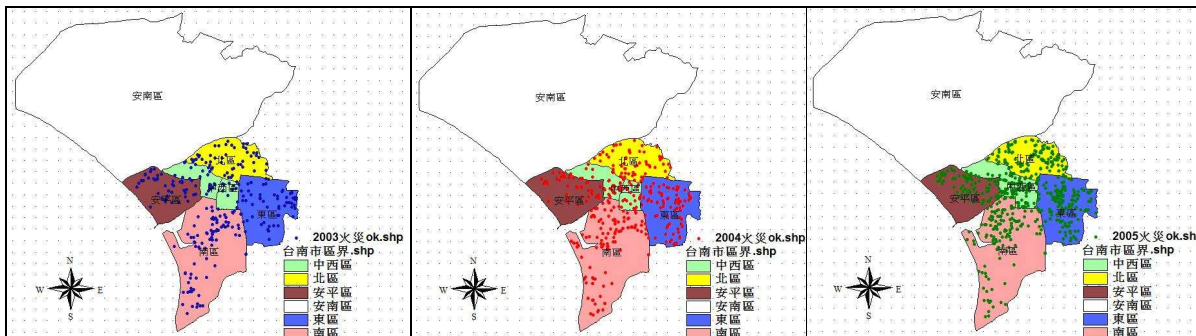 安南區
北區
中西區
安平區
東區
南區
2003火災ok.shp
台南市區界.shp
中西區
北區
安平區
安南區
東區
南區
N
W
E
S
安南區
北區
中西區
安平區
東區
南區
2004火災ok.shp
台南市區界.shp
中西區
北區
安平區
安南區
東區
南區
N
W
E
S
安南區
北區
中西區
安平區
東區
南區
2005火災ok.shp
台南市區界.shp
中西區
北區
安平區
安南區
東區
南區
N
W
E
S